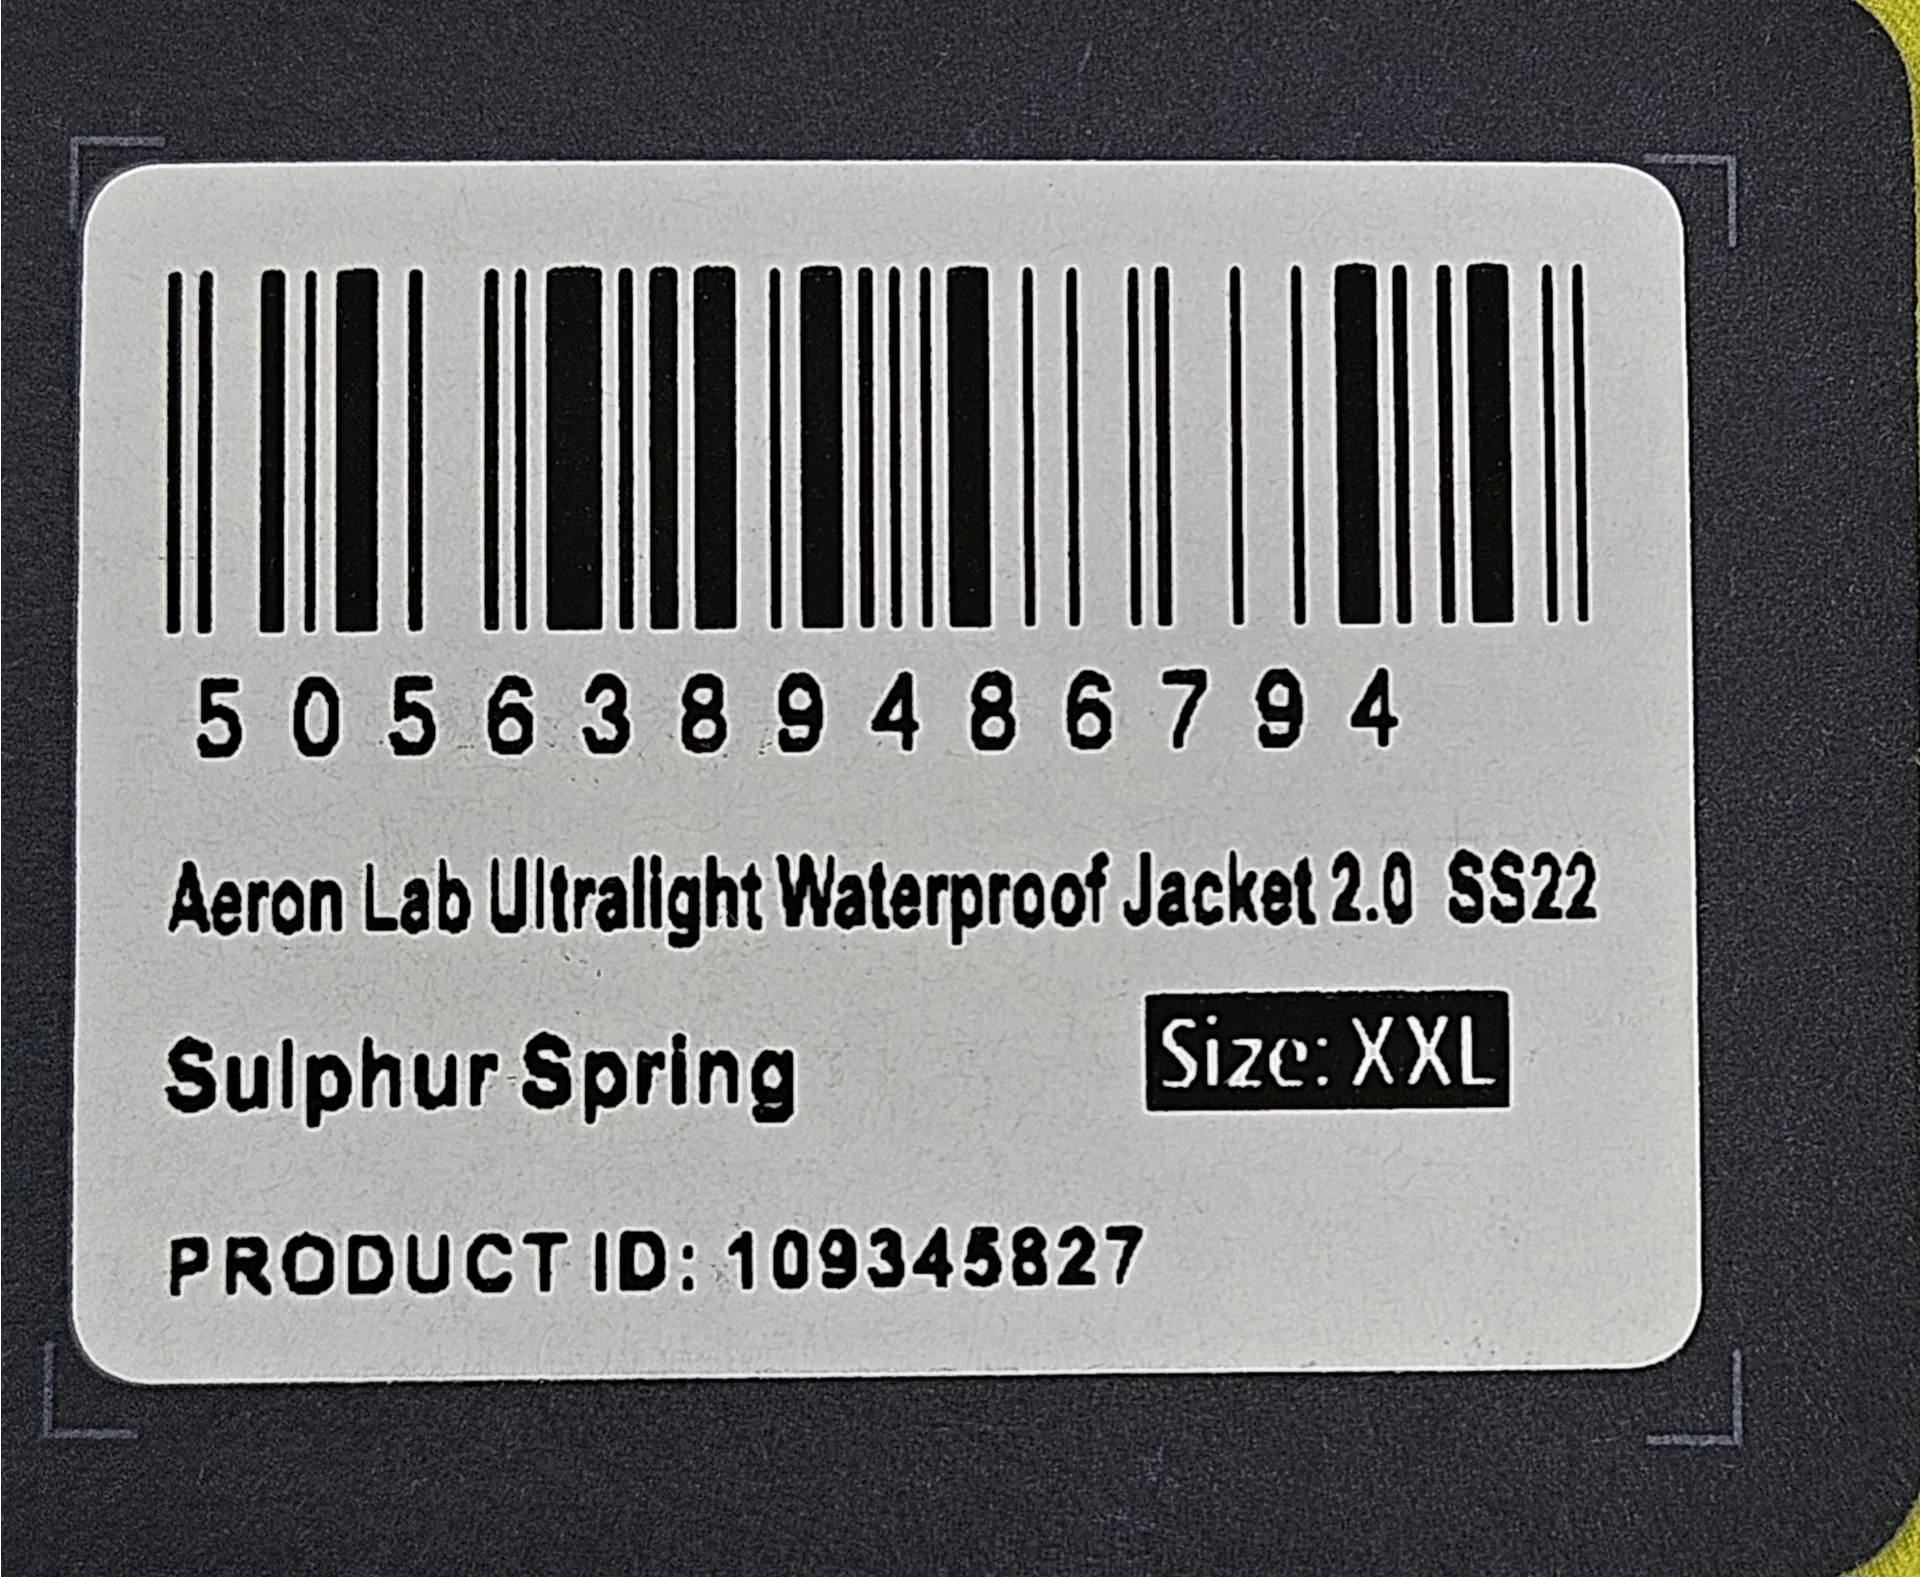 5056389486794
Aeron Lab Ultralight Waterproof Jacket 2.0 SS22
Sulphur Spring
Size: XXL
PRODUCT ID: 109345827